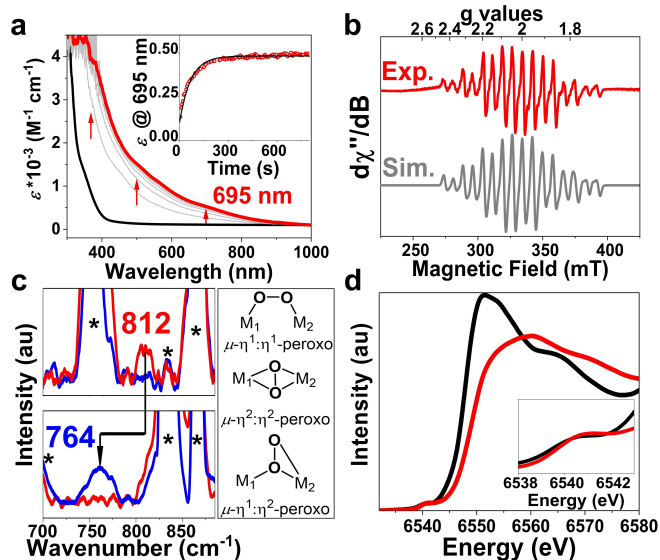 a
ε*10⁻³ (M⁻¹ cm⁻¹)
4
2
0
400 600 800 1000
Wavelength (nm)
695 nm
ε @ 695 nm
0.50
0.25
0.00
0 300 600
Time (s)
b
g values
2.6 2.4 2.2 2 1.8
Exp.
Sim.
dχ"/dB
250 300 350 400
Magnetic Field (mT)
c
Intensity (au)
* 812 * *
764
* * *
700 750 800 850
Wavenumber (cm⁻¹)
O O
M₁ M₂
μ-η¹:η¹-peroxo
O
M₁ M₂
O
μ-η²:η²-peroxo
O
O
M₁ M₂
μ-η¹:η²-peroxo
d
Intensity (au)
6540 6550 6560 6570 6580
Energy (eV)
6538 6540 6542
Energy (eV)